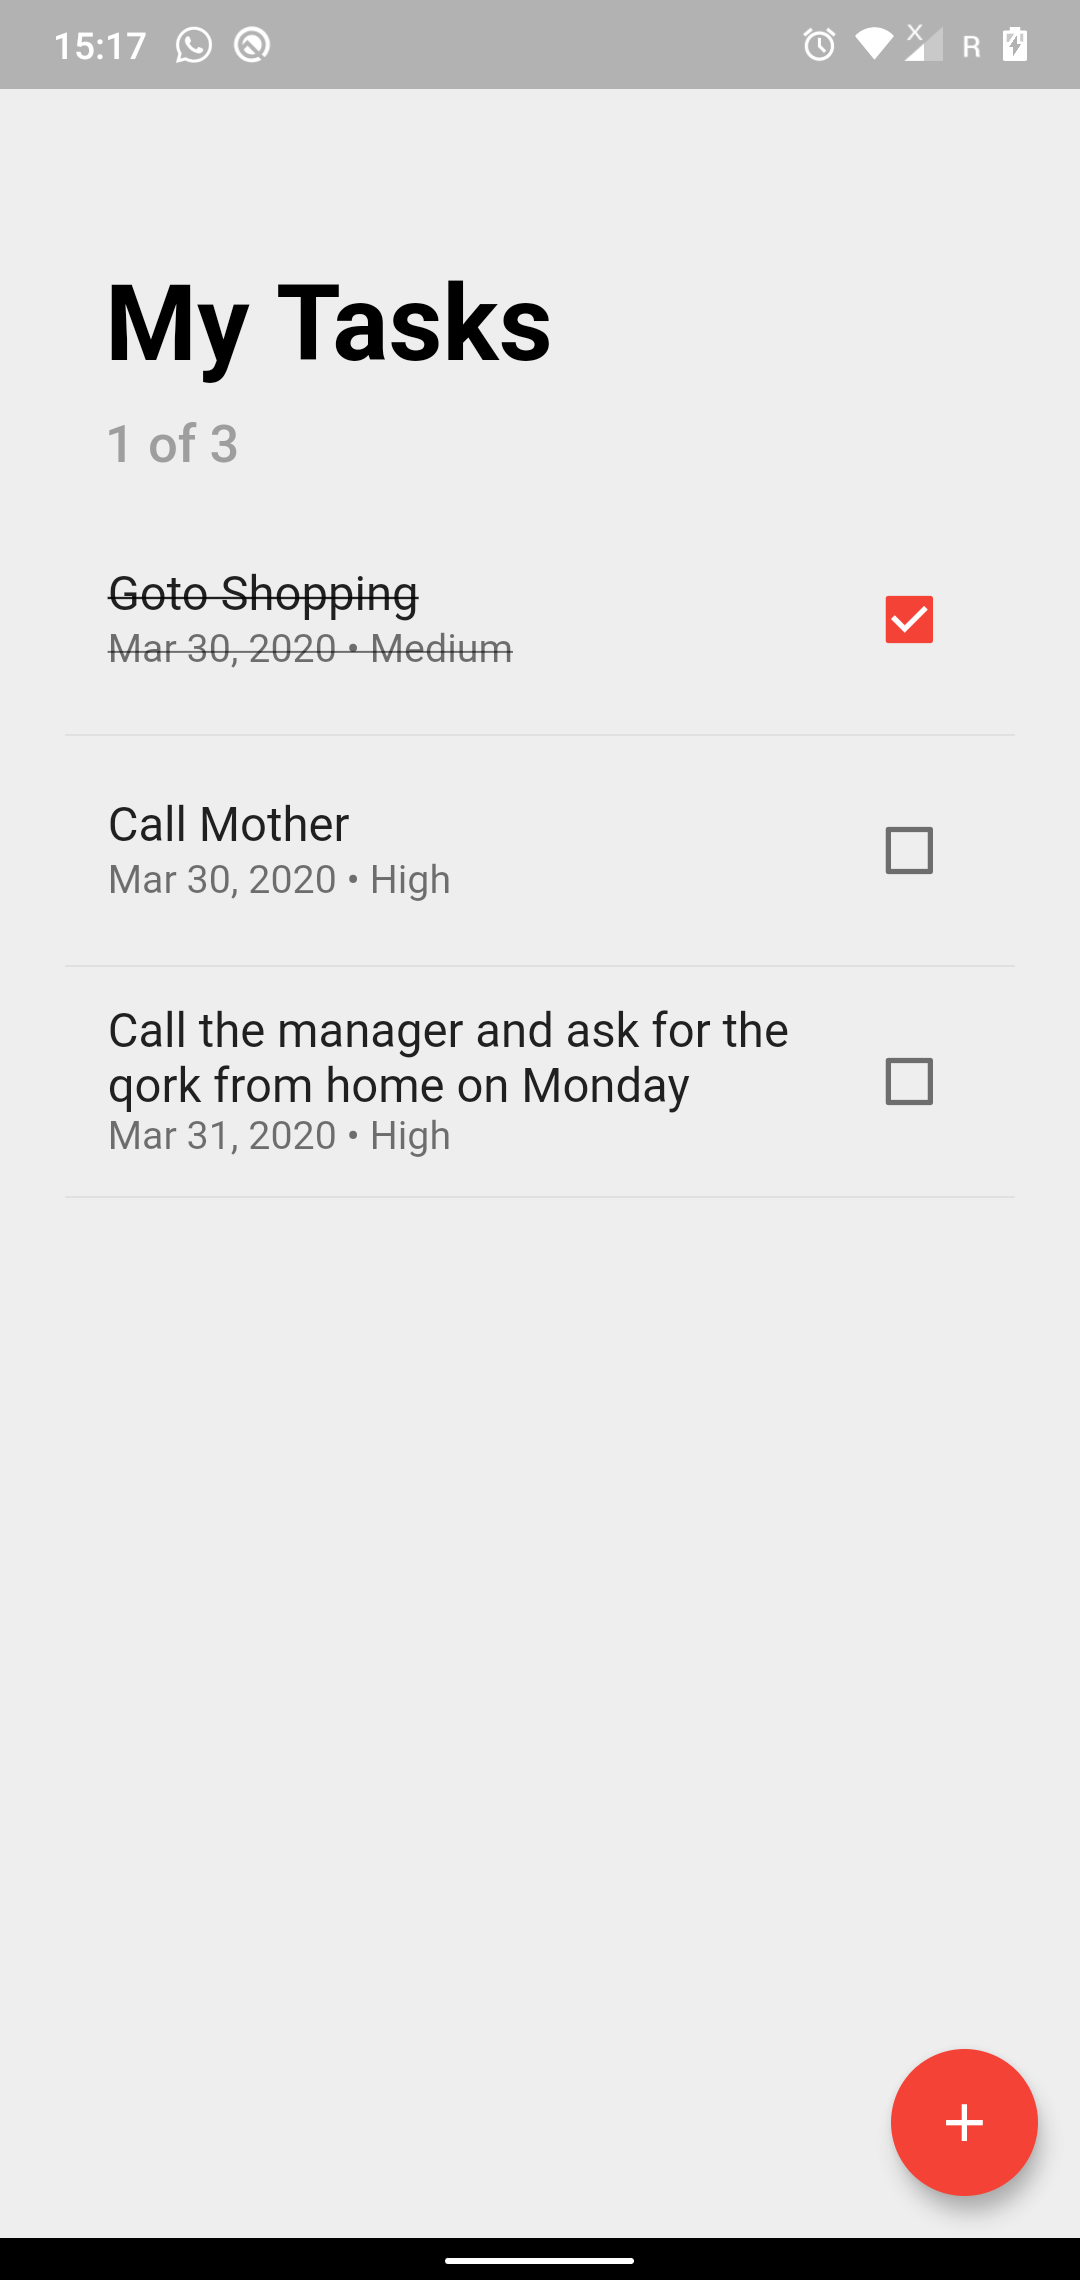 15:17
R
My Tasks
1 of 3
Goto Shopping
Mar 30, 2020 • Medium
Call Mother
Mar 30, 2020 • High
Call the manager and ask for the
qork from home on Monday
Mar 31, 2020 • High